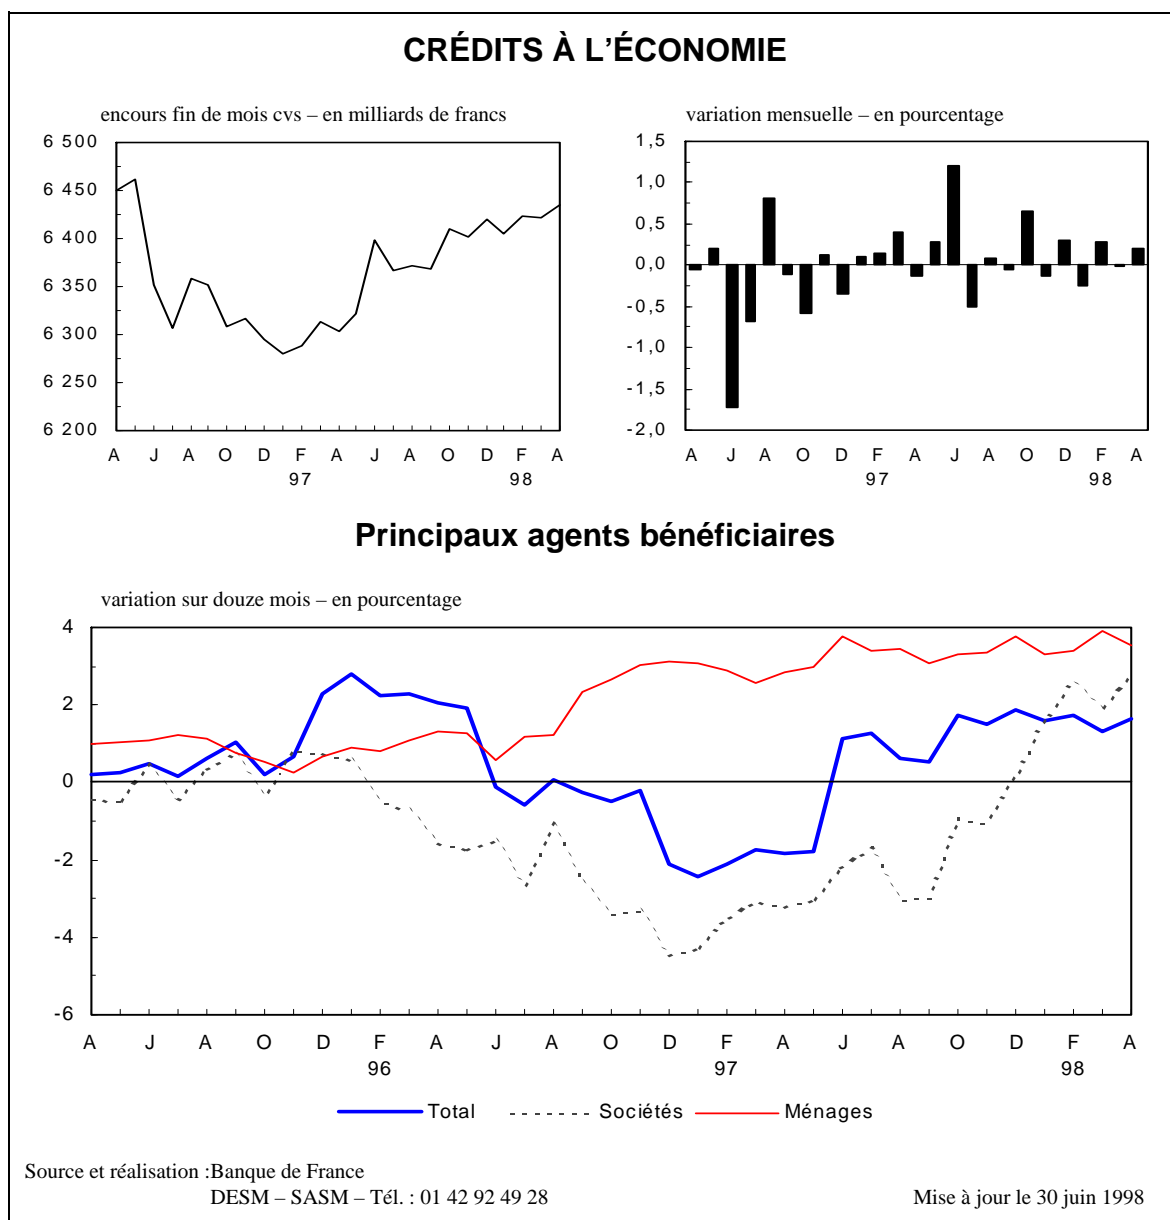 CRÉDITS À L’ÉCONOMIE
encours fin de mois cvs – en milliards de francs
6 500
6 450
6 400
6 350
6 300
6 250
6 200
A J A O D F A J A O D F A
97 98
variation mensuelle – en pourcentage
1,5
1,0
0,5
0,0
-0,5
-1,0
-1,5
-2,0
A J A O D F A J A O D F A
97 98
Principaux agents bénéficiaires
variation sur douze mois – en pourcentage
4
2
0
-2
-4
-6
A J A O D F A J A O D F A J A O D F A
96 97 98
Total Sociétés Ménages
Source et réalisation :Banque de France
DESM – SASM – Tél. : 01 42 92 49 28 Mise à jour le 30 juin 1998